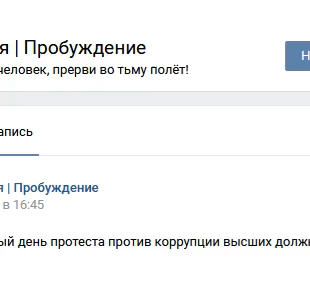 я | Пробуждение
человек, прерви во тьму полёт!
Н
апись
я | Пробуждение
в 16:45
ый день протеста против коррупции высших долж